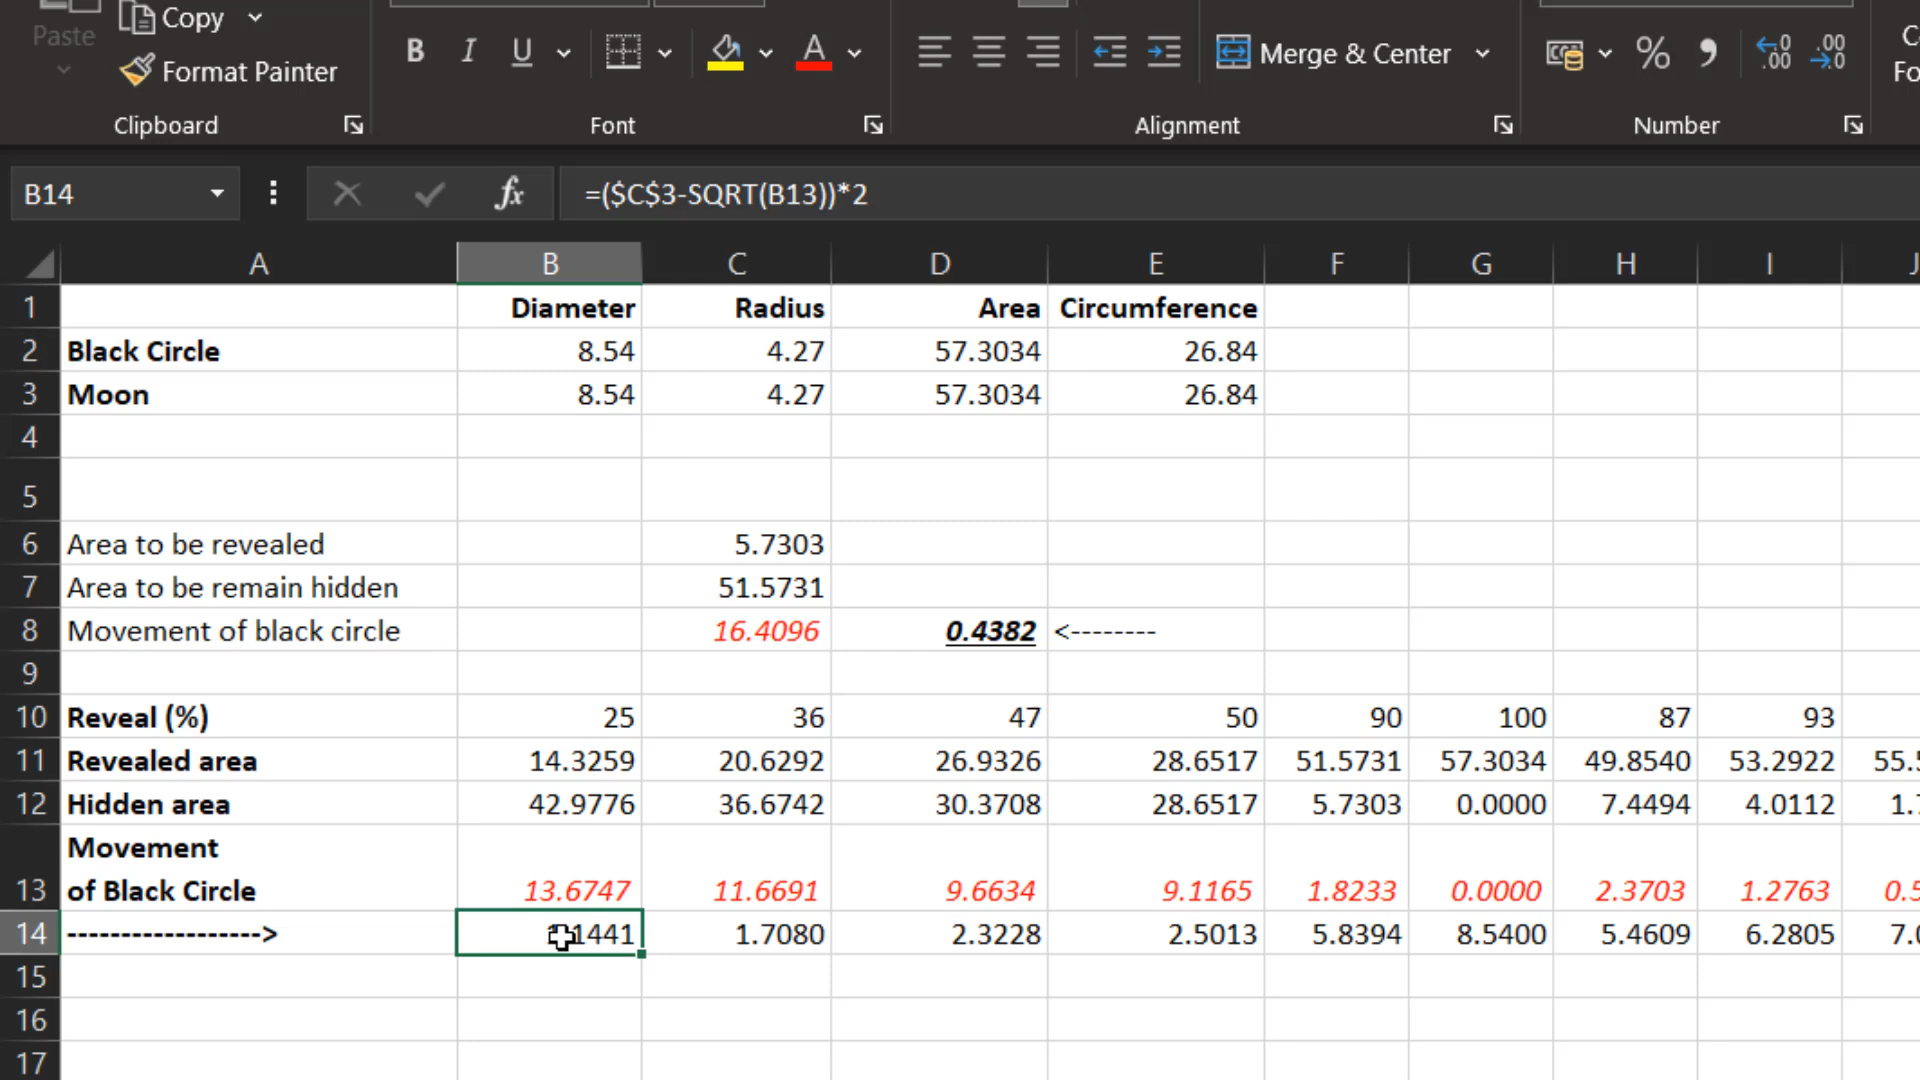 Paste
Copy
Format Painter
Clipboard
B I U
A
Font
Merge & Center
Alignment
% 9 .00 .00
Number
B14
fx
=($C$3-SQRT(B13))*2
A B C D E F G H I J
1 Diameter Radius Area Circumference
2 Black Circle 8.54 4.27 57.3034 26.84
3 Moon 8.54 4.27 57.3034 26.84
4
5
6 Area to be revealed 5.7303
7 Area to be remain hidden 51.5731
8 Movement of black circle 16.4096 0.4382 <--------
9
10 Reveal (%) 25 36 47 50 90 100 87 93
11 Revealed area 14.3259 20.6292 26.9326 28.6517 51.5731 57.3034 49.8540 53.2922
12 Hidden area 42.9776 36.6742 30.3708 28.6517 5.7303 0.0000 7.4494 4.0112
Movement
13 of Black Circle 13.6747 11.6691 9.6634 9.1165 1.8233 0.0000 2.3703 1.2763
14 ------------------> 1441 1.7080 2.3228 2.5013 5.8394 8.5400 5.4609 6.2805
15
16
17